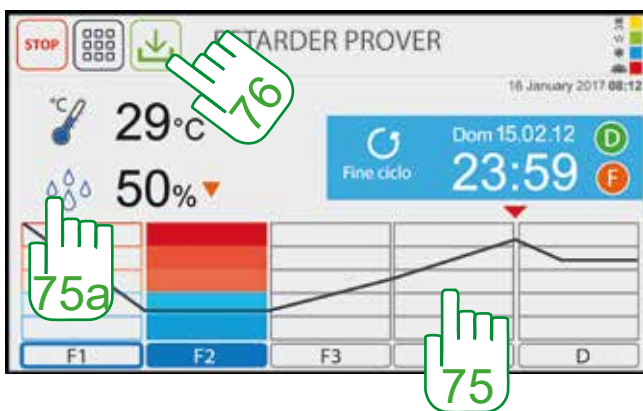 STOP
RETARDER PROVER
16 January 2017 08:12
°C
29°C
50%
Fine ciclo
Dom 15.02.12
23:59
D
F
76
75a
75
F1
F2
F3
D